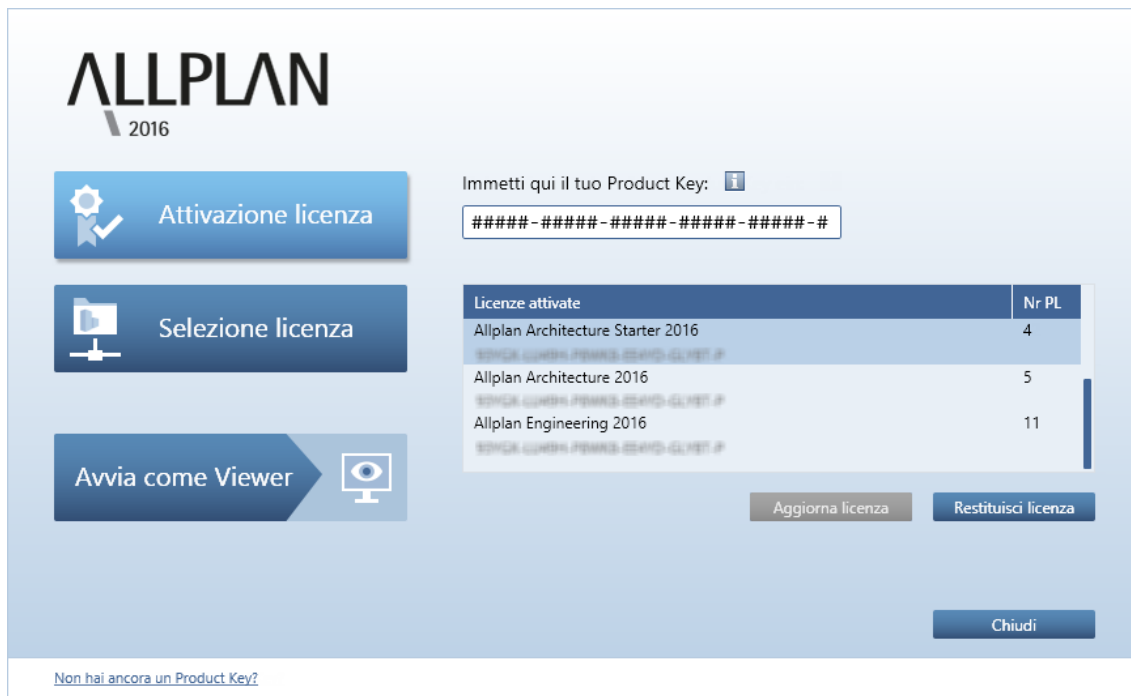 ALLPLAN
2016
Attivazione licenza
Selezione licenza
Avvia come Viewer
Immetti qui il tuo Product Key:
#####-#####-#####-#####-#####-#
Licenze attivate Nr PL
Allplan Architecture Starter 2016 4
Allplan Architecture 2016 5
Allplan Engineering 2016 11
Aggiorna licenza Restituisci licenza
Chiudi
Non hai ancora un Product Key?